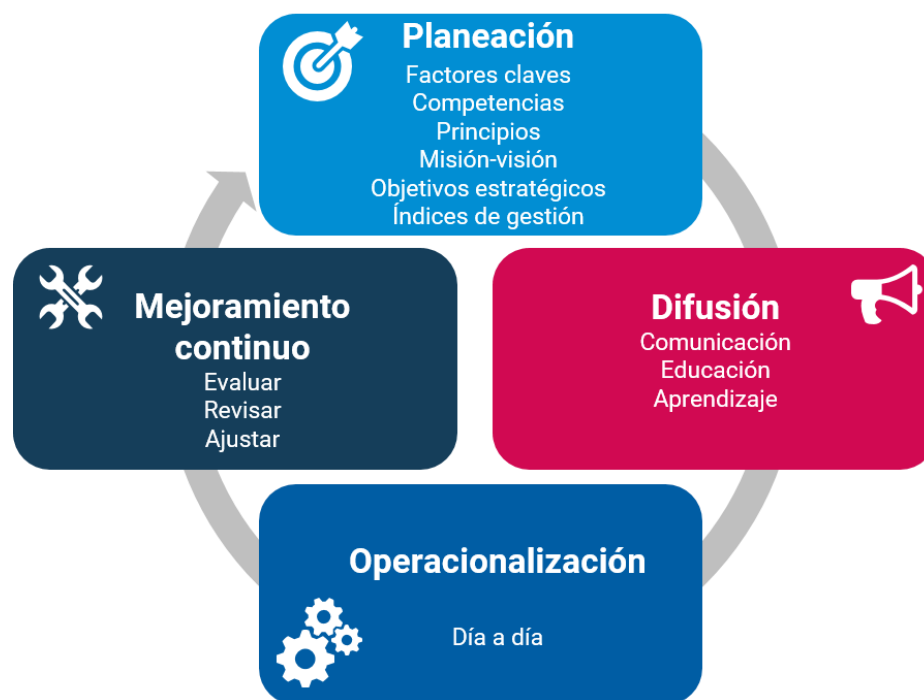 Planeación
Factores claves
Competencias
Principios
Misión-visión
Objetivos estratégicos
Índices de gestión
Difusión
Comunicación
Educación
Aprendizaje
Operacionalización
Día a día
Mejoramiento
continuo
Evaluar
Revisar
Ajustar